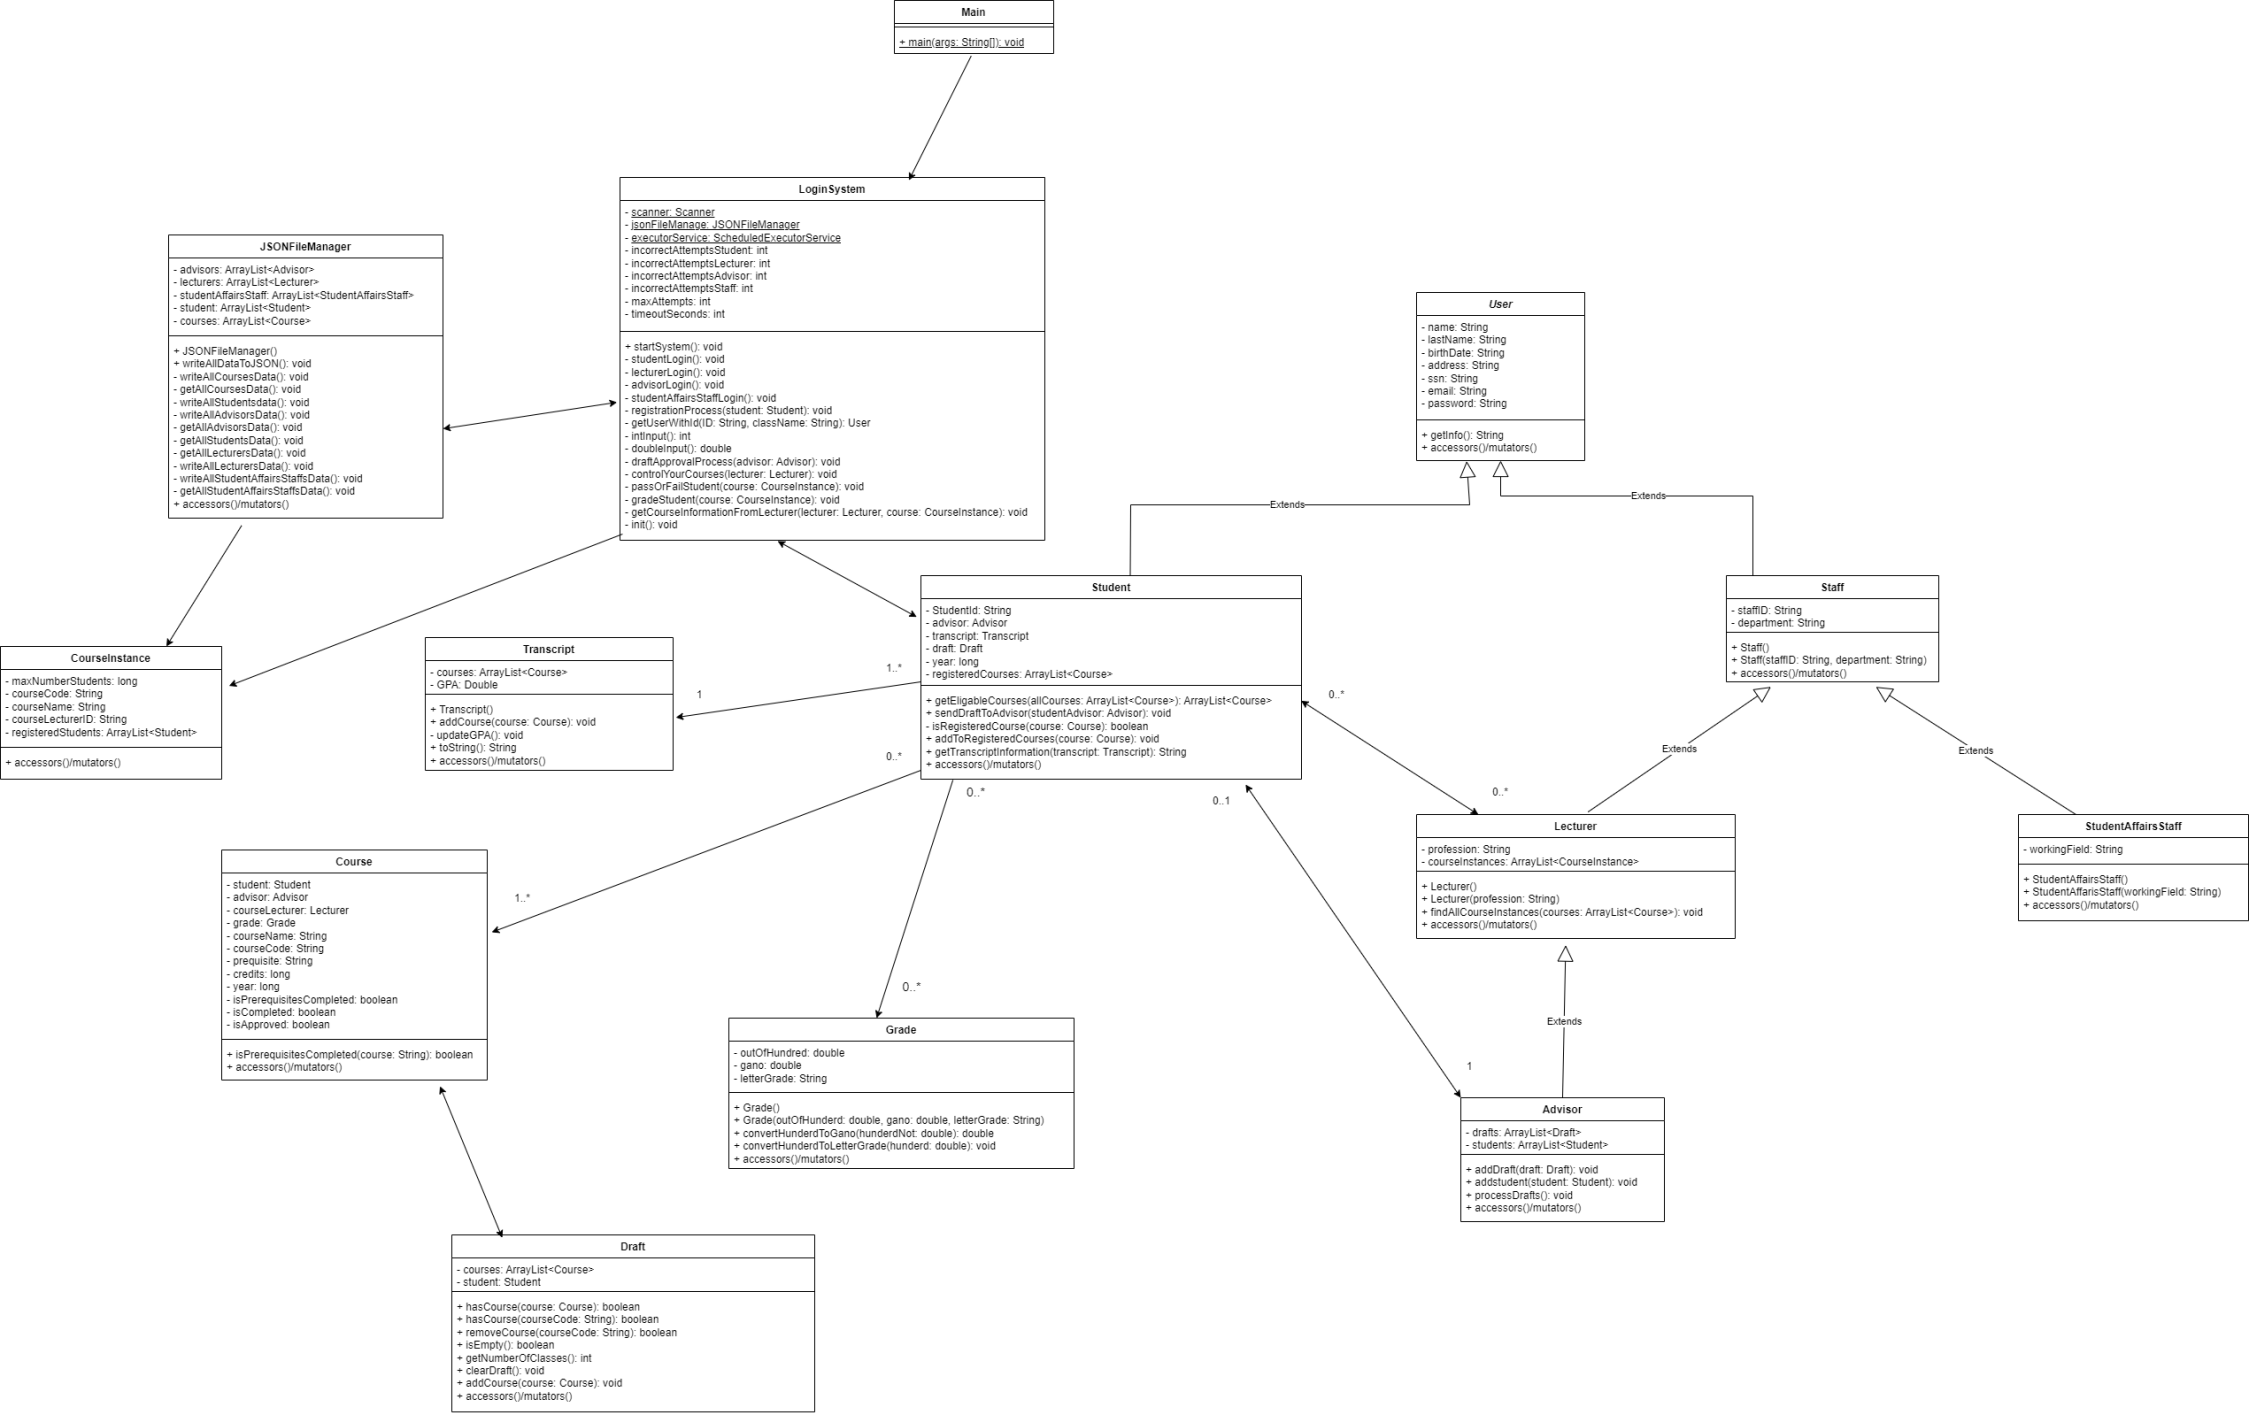 Main
+ main(args: String[]): void
LoginSystem
- scanner: Scanner
- jsonFileManage: JSONFileManager
- executorService: ScheduledExecutorService
- incorrectAttemptsStudent: int
- incorrectAttemptsLecturer: int
- incorrectAttemptsAdvisor: int
- incorrectAttemptsStaff: int
- maxAttempts: int
- timeoutSeconds: int
+ startSystem(): void
- studentLogin(): void
- lecturerLogin(): void
- advisorLogin(): void
- studentAffairsStaffLogin(): void
- registrationProcess(student: Student): void
- getUserWithId(ID: String, className: String): User
- intInput(): int
- doubleInput(): double
- draftApprovalProcess(advisor: Advisor): void
- controlYourCourses(lecturer: Lecturer): void
- passOrFailStudent(course: CourseInstance): void
- gradeStudent(course: CourseInstance): void
- getCourseInformationFromLecturer(lecturer: Lecturer, course: CourseInstance): void
- init(): void
JSONFileManager
- advisors: ArrayList<Advisor>
- lecturers: ArrayList<Lecturer>
- studentAffairsStaff: ArrayList<StudentAffairsStaff>
- student: ArrayList<Student>
- courses: ArrayList<Course>
+ JSONFileManager()
+ writeAllDataToJSON(): void
- writeAllCoursesData(): void
- getAllCoursesData(): void
- writeAllStudentsdata(): void
- writeAllAdvisorsData(): void
- getAllAdvisorsData(): void
- getAllStudentsData(): void
- getAllLecturersData(): void
- writeAllLecturersData(): void
- writeAllStudentAffairsStaffsData(): void
- getAllStudentAffairsStaffsData(): void
+ accessors()/mutators()
User
- name: String
- lastName: String
- birthDate: String
- address: String
- ssn: String
- email: String
- password: String
+ getInfo(): String
+ accessors()/mutators()
Extends
Extends
Student
- StudentId: String
- advisor: Advisor
- transcript: Transcript
- draft: Draft
- year: long
- registeredCourses: ArrayList<Course>
+ getEligableCourses(allCourses: ArrayList<Course>): ArrayList<Course>
+ sendDraftToAdvisor(studentAdvisor: Advisor): void
- isRegisteredCourse(course: Course): boolean
+ addToRegisteredCourses(course: Course): void
+ getTranscriptInformation(transcript: Transcript): String
+ accessors()/mutators()
Staff
- staffID: String
- department: String
+ Staff()
+ Staff(staffID: String, department: String)
+ accessors()/mutators()
CourseInstance
- maxNumberStudents: long
- courseCode: String
- courseName: String
- courseLecturerID: String
- registeredStudents: ArrayList<Student>
+ accessors()/mutators()
Transcript
- courses: ArrayList<Course>
- GPA: Double
+ Transcript()
+ addCourse(course: Course): void
- updateGPA(): void
+ toString(): String
+ accessors()/mutators()
1..*
1
0..*
0..*
0..*
0..1
0..*
Extends
Extends
Lecturer
- profession: String
- courseInstances: ArrayList<CourseInstance>
+ Lecturer()
+ Lecturer(profession: String)
+ findAllCourseInstances(courses: ArrayList<Course>): void
+ accessors()/mutators()
StudentAffairsStaff
- workingField: String
+ StudentAffairsStaff()
+ StudentAffarisStaff(workingField: String)
+ accessors()/mutators()
Course
- student: Student
- advisor: Advisor
- courseLecturer: Lecturer
- grade: Grade
- courseName: String
- courseCode: String
- prequisite: String
- credits: long
- year: long
- isPrerequisitesCompleted: boolean
- isCompleted: boolean
- isApproved: boolean
+ isPrerequisitesCompleted(course: String): boolean
+ accessors()/mutators()
1..*
0..*
Grade
- outOfHundred: double
- gano: double
- letterGrade: String
+ Grade()
+ Grade(outOfHunderd: double, gano: double, letterGrade: String)
+ convertHunderdToGano(hunderdNot: double): double
+ convertHunderdToLetterGrade(hunderd: double): void
+ accessors()/mutators()
Extends
1
Advisor
- drafts: ArrayList<Draft>
- students: ArrayList<Student>
+ addDraft(draft: Draft): void
+ addstudent(student: Student): void
+ processDrafts(): void
+ accessors()/mutators()
Draft
- courses: ArrayList<Course>
- student: Student
+ hasCourse(course: Course): boolean
+ hasCourse(courseCode: String): boolean
+ removeCourse(courseCode: String): boolean
+ isEmpty(): boolean
+ getNumberOfClasses(): int
+ clearDraft(): void
+ addCourse(course: Course): void
+ accessors()/mutators()